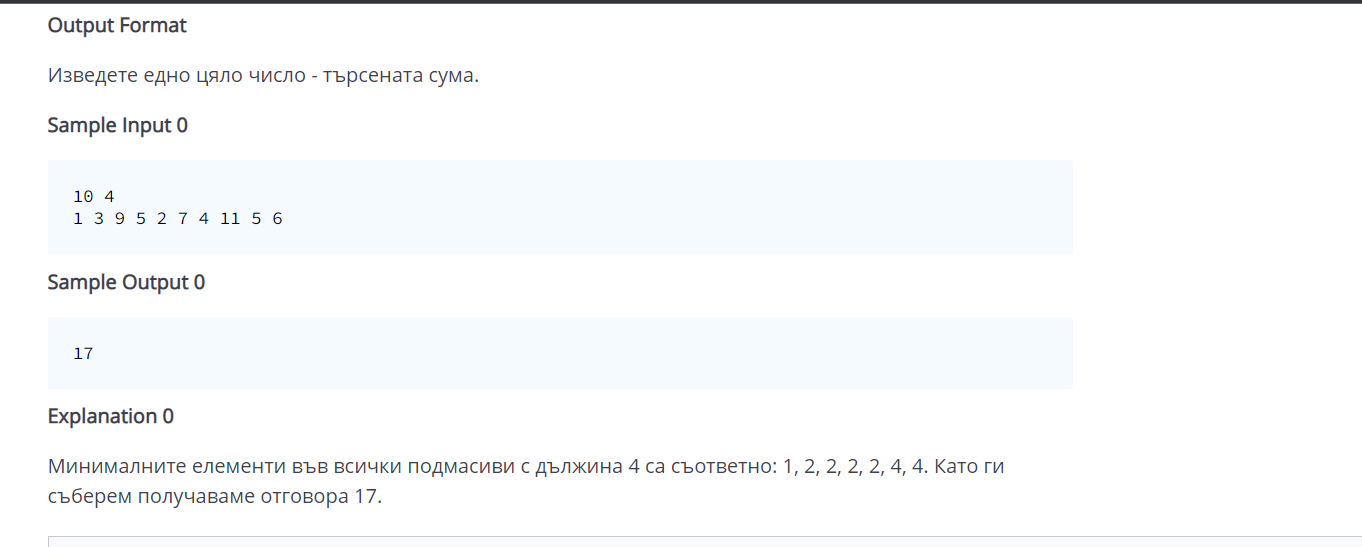 Output Format
Изведете едно цяло число - търсената сума.
Sample Input 0
10 4
1 3 9 5 2 7 4 11 5 6
Sample Output 0
17
Explanation 0
Минималните елементи във всички подмасиви с дължина 4 са съответно: 1, 2, 2, 2, 2, 4, 4. Като ги
съберем получаваме отговора 17.